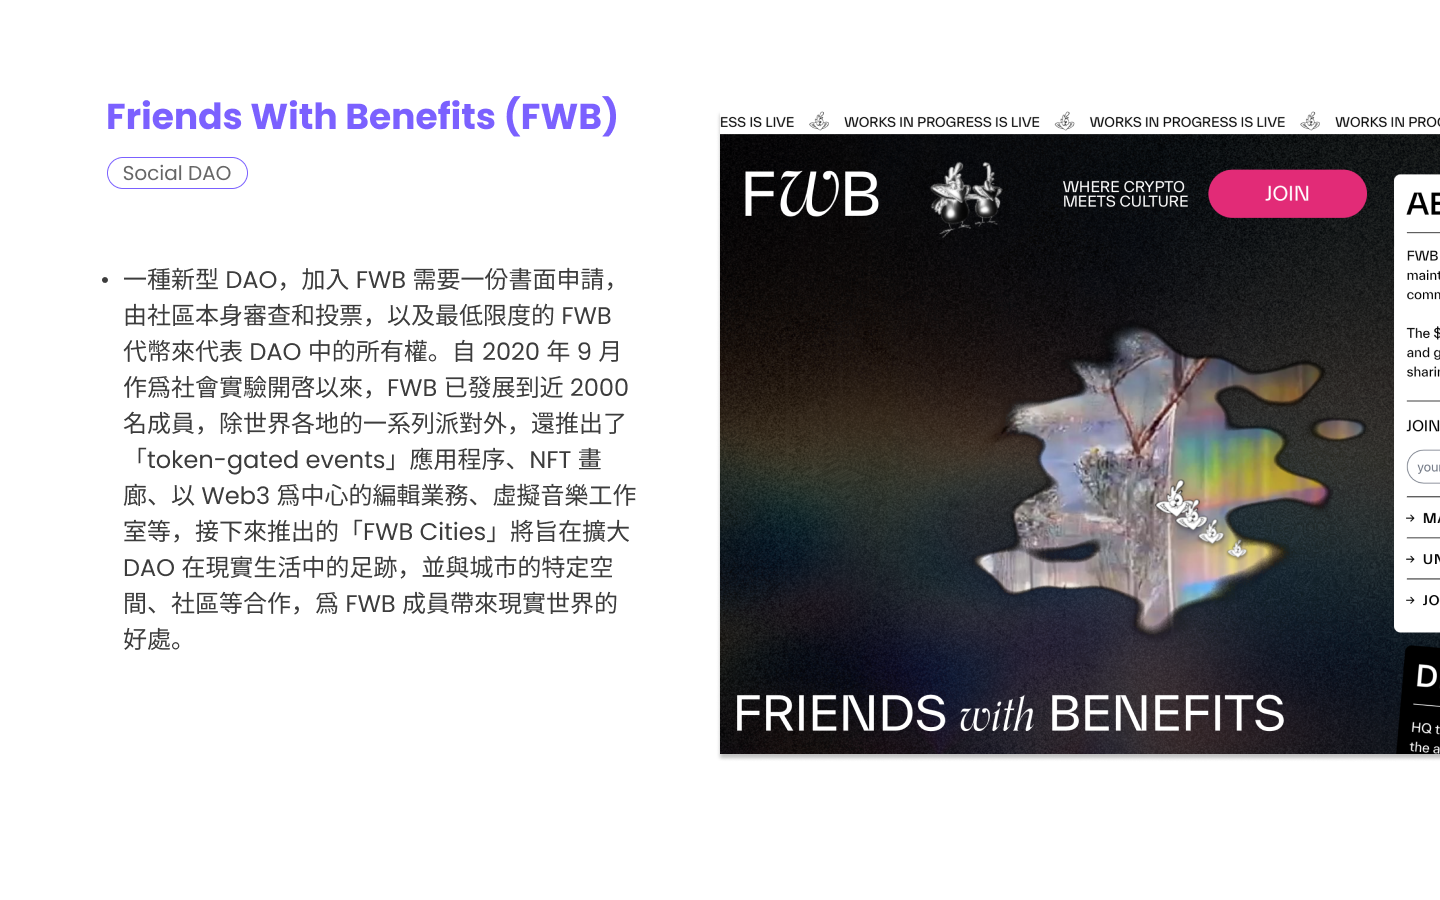 Friends With Benefits (FWB)
Social DAO
• 一種新型 DAO，加入 FWB 需要一份書面申請，
由社區本身審查和投票，以及最低限度的 FWB
代幣來代表 DAO 中的所有權。自 2020 年 9 月
作爲社會實驗開啓以來，FWB 已發展到近 2000
名成員，除世界各地的一系列派對外，還推出了
「token-gated events」應用程序、NFT 畫
廊、以 Web3 爲中心的編輯業務、虛擬音樂工作
室等，接下來推出的「FWB Cities」將旨在擴大
DAO 在現實生活中的足跡，並與城市的特定空
間、社區等合作，爲 FWB 成員帶來現實世界的
好處。
ESS IS LIVE WORKS IN PROGRESS IS LIVE WORKS IN PROGRESS IS LIVE WORKS IN PROG
FWB
WHERE CRYPTO
MEETS CULTURE
JOIN
FRIENDS with BENEFITS
AB
FWB
maint
comm
The $
and g
sharin
JOIN
your
→ MA
→ UN
→ JO
D
HQ t
the a